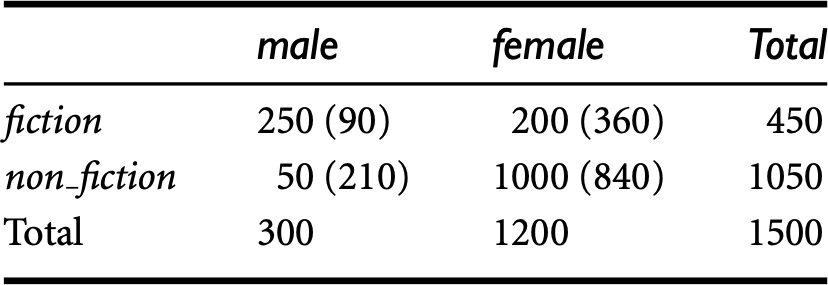 male female Total
fiction 250 (90) 200 (360) 450
non_fiction 50 (210) 1000 (840) 1050
Total 300 1200 1500